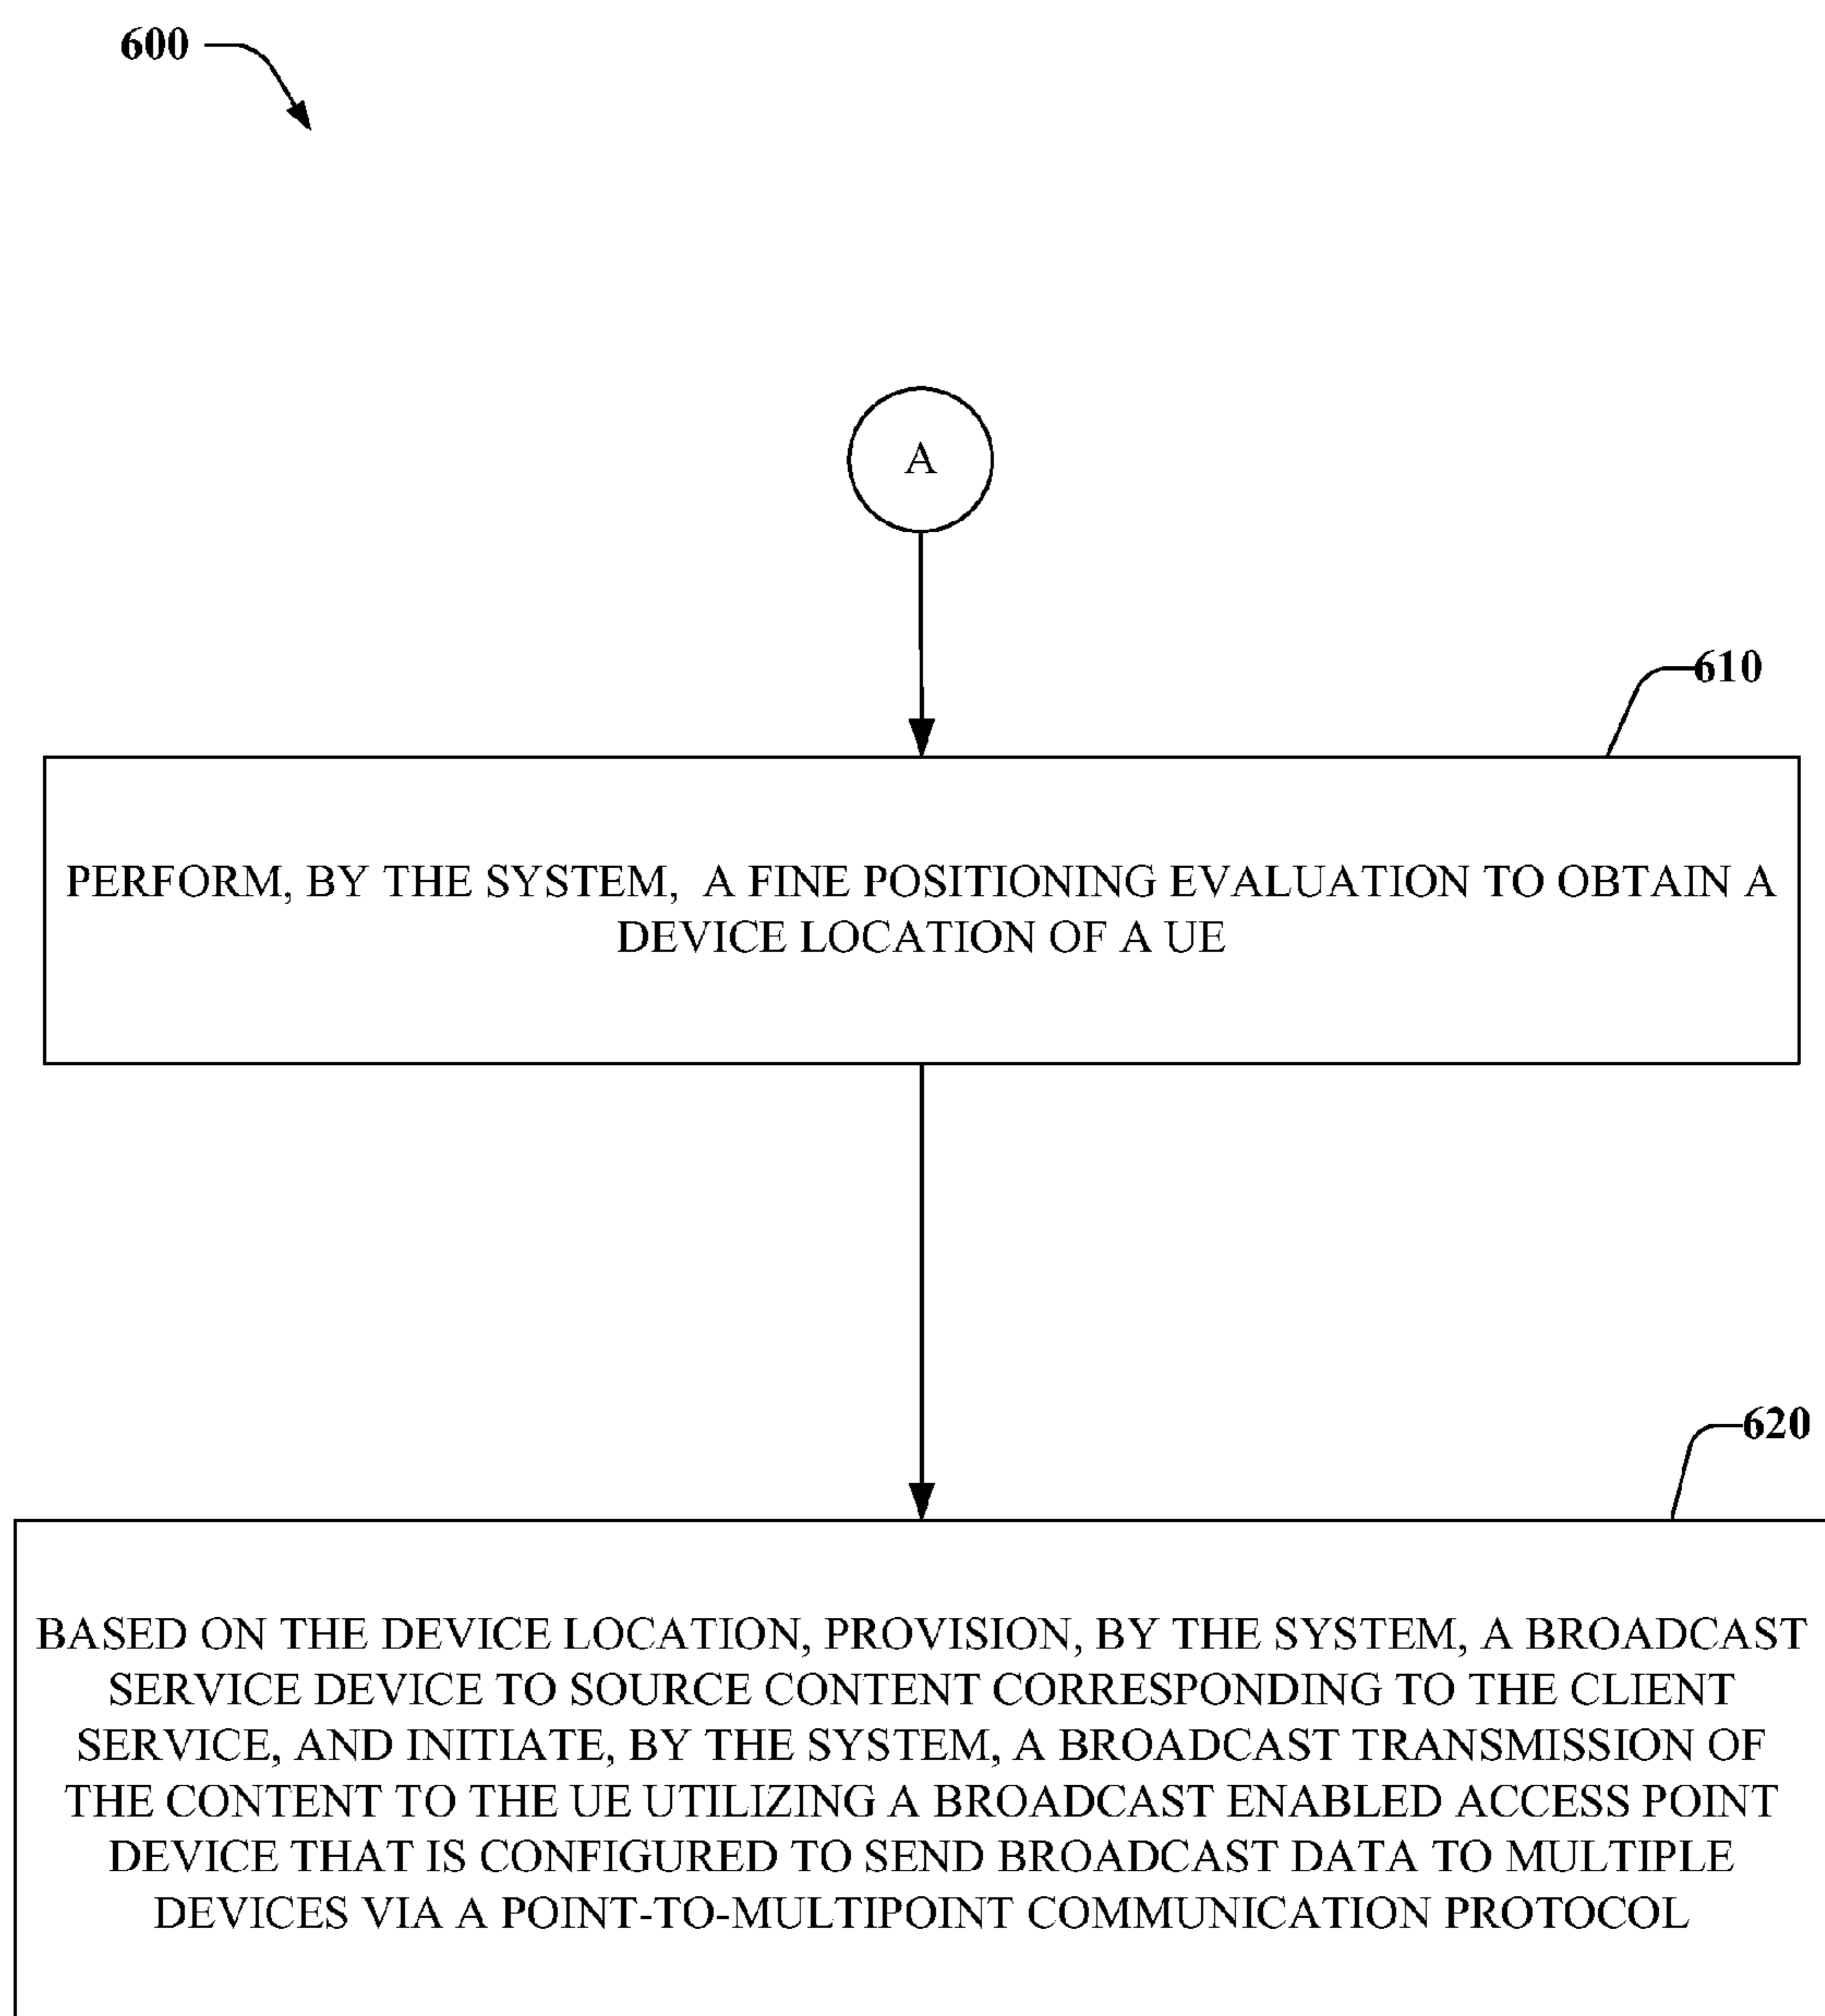 600
A
610
PERFORM, BY THE SYSTEM, A FINE POSITIONING EVALUATION TO OBTAIN A
DEVICE LOCATION OF A UE
620
BASED ON THE DEVICE LOCATION, PROVISION, BY THE SYSTEM, A BROADCAST
SERVICE DEVICE TO SOURCE CONTENT CORRESPONDING TO THE CLIENT
SERVICE, AND INITIATE, BY THE SYSTEM, A BROADCAST TRANSMISSION OF
THE CONTENT TO THE UE UTILIZING A BROADCAST ENABLED ACCESS POINT
DEVICE THAT IS CONFIGURED TO SEND BROADCAST DATA TO MULTIPLE
DEVICES VIA A POINT-TO-MULTIPOINT COMMUNICATION PROTOCOL